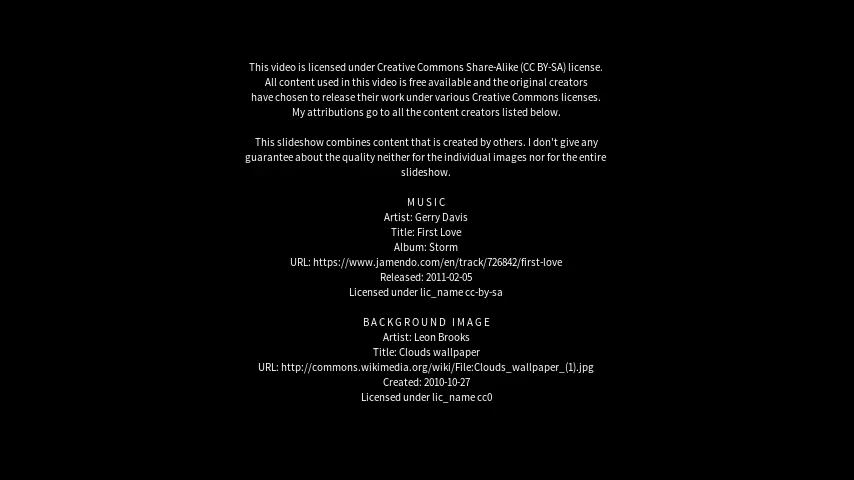 This video is licensed under Creative Commons Share-Alike (CC BY-SA) license.
All content used in this video is free available and the original creators
have chosen to release their work under various Creative Commons licenses.
My attributions go to all the content creators listed below.
This slideshow combines content that is created by others. I don't give any
guarantee about the quality neither for the individual images nor for the entire
slideshow.
MUSIC
Artist: Gerry Davis
Title: First Love
Album: Storm
URL: https://www.jamendo.com/en/track/726842/first-love
Released: 2011-02-05
Licensed under lic_name cc-by-sa
BACKGROUND IMAGE
Artist: Leon Brooks
Title: Clouds wallpaper
URL: http://commons.wikimedia.org/wiki/File:Clouds_wallpaper_(1).jpg
Created: 2010-10-27
Licensed under lic_name cc0